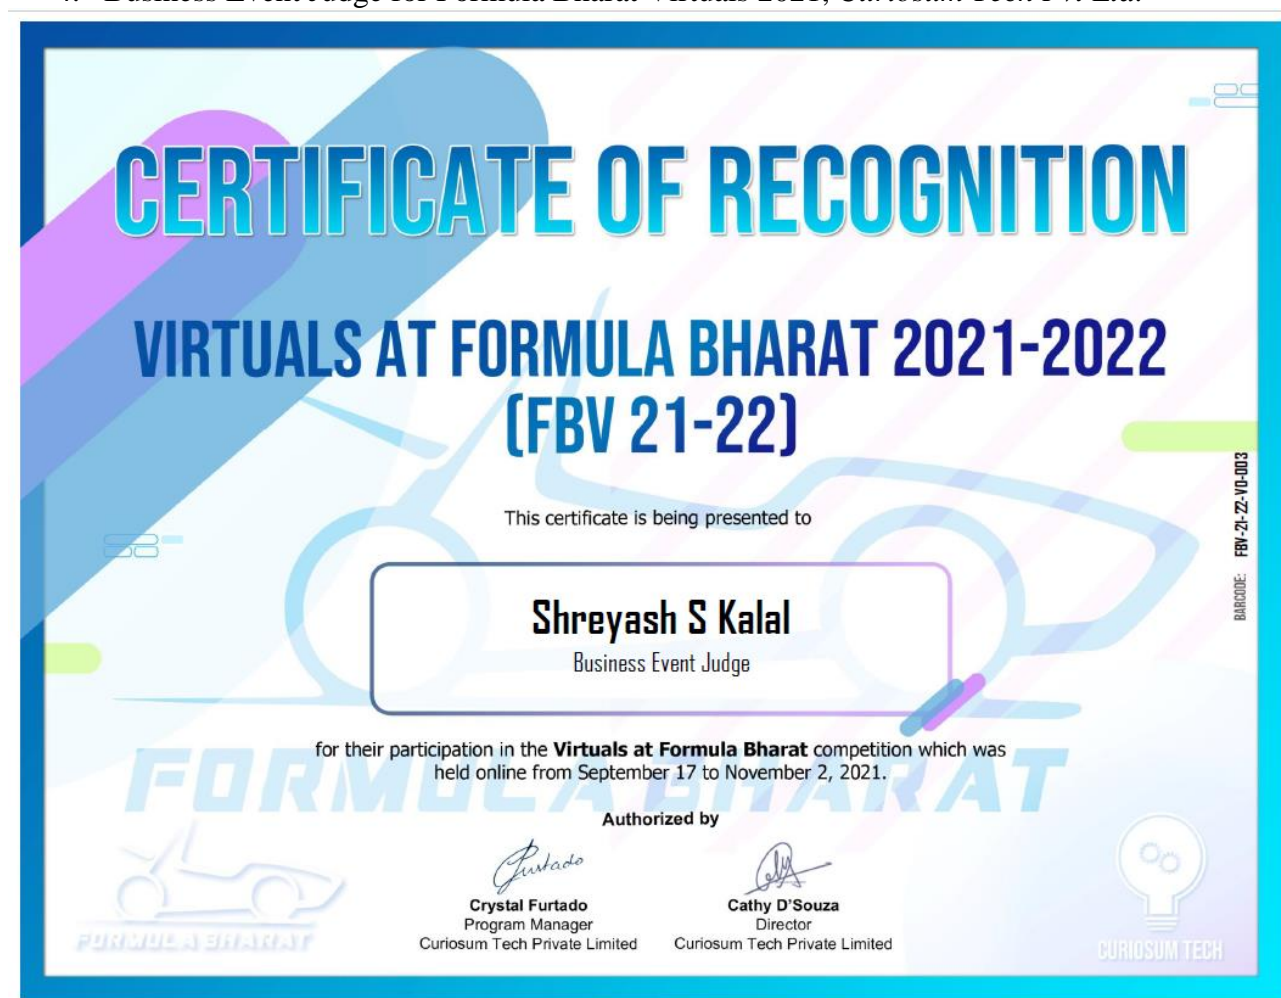 4. Business Event Judge for Formula Bharat Virtuals 2021, Curiosum Tech Pvt Ltd.
CERTIFICATE OF RECOGNITION
VIRTUALS AT FORMULA BHARAT 2021-2022
(FBV 21-22)
This certificate is being presented to
Shreyash S Kalal
Business Event Judge
for their participation in the Virtuals at Formula Bharat competition which was
held online from September 17 to November 2, 2021.
FORMULA BHARAT
Authorized by
Furtado
Crystal Furtado
Program Manager
Curiosum Tech Private Limited
Cathy D'Souza
Director
Curiosum Tech Private Limited
FORMULA BHARAT
CURIOSUM TECH
BARCODE: FBV-21-22-VO-003